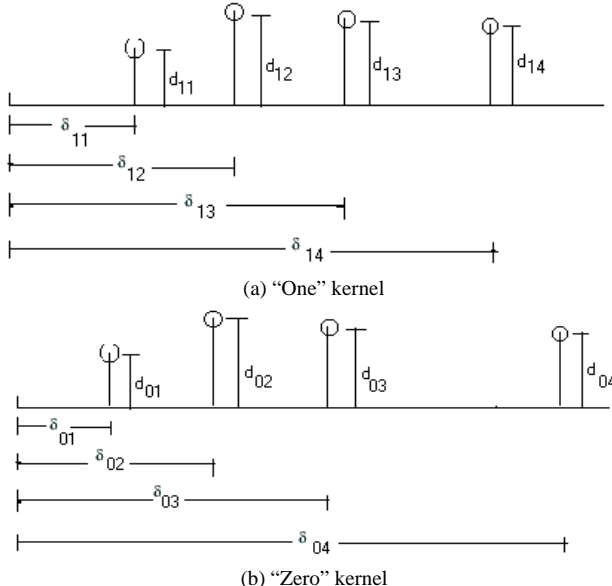 d11
d12
d13
d14
δ11
δ12
δ13
δ14
(a) “One” kernel
d01
d02
d03
d04
δ01
δ02
δ03
δ04
(b) “Zero” kernel